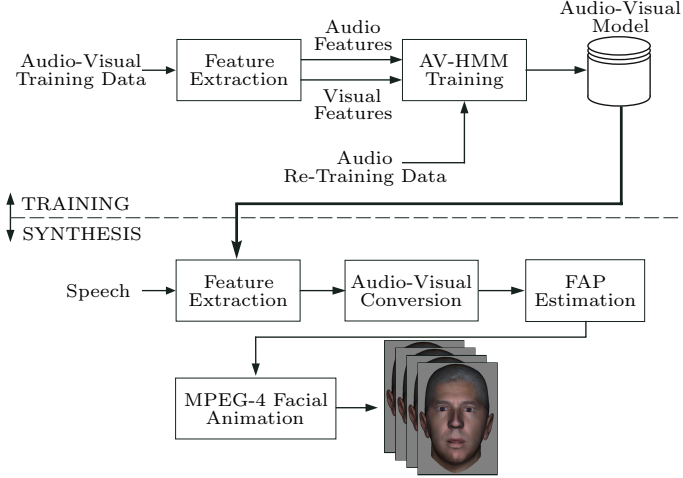 Audio-Visual
Model
Audio
Features
Audio-Visual
Training Data
Feature
Extraction
AV-HMM
Training
Visual
Features
Audio
Re-Training Data
TRAINING
SYNTHESIS
Speech
Feature
Extraction
Audio-Visual
Conversion
FAP
Estimation
MPEG-4 Facial
Animation